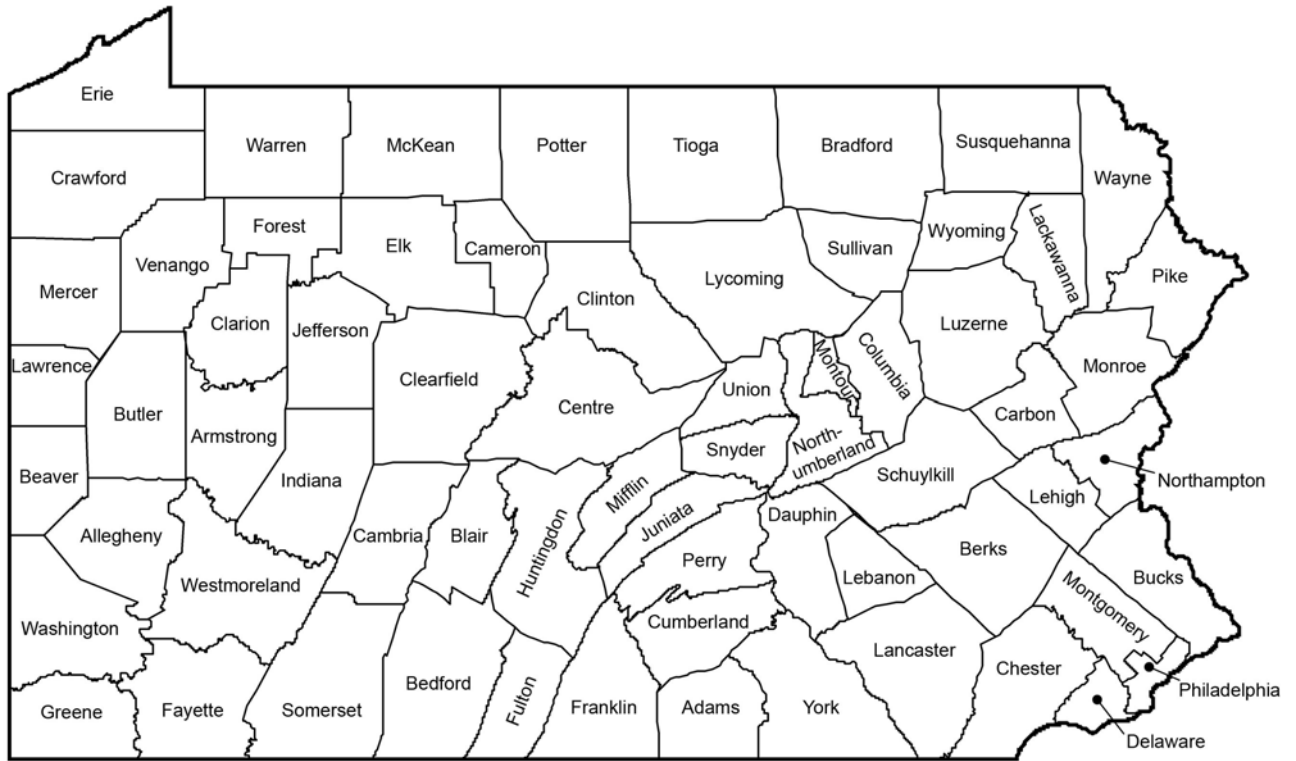 Erie
Warren
McKean
Potter
Tioga
Bradford
Susquehanna
Wayne
Crawford
Forest
Elk
Cameron
Sullivan
Wyoming
Lackawanna
Pike
Venango
Mercer
Lycoming
Clinton
Clarion
Jefferson
Luzerne
Lawrence
Clearfield
Montour
Columbia
Monroe
Butler
Centre
Union
Carbon
Armstrong
Snyder
North-
umberland
Beaver
Indiana
Mifflin
Schuylkill
Lehigh
Northampton
Allegheny
Cambria
Blair
Huntingdon
Juniata
Dauphin
Berks
Perry
Lebanon
Bucks
Westmoreland
Montgomery
Washington
Cumberland
Lancaster
Chester
Greene
Fayette
Somerset
Bedford
Fulton
Franklin
Adams
York
Philadelphia
Delaware